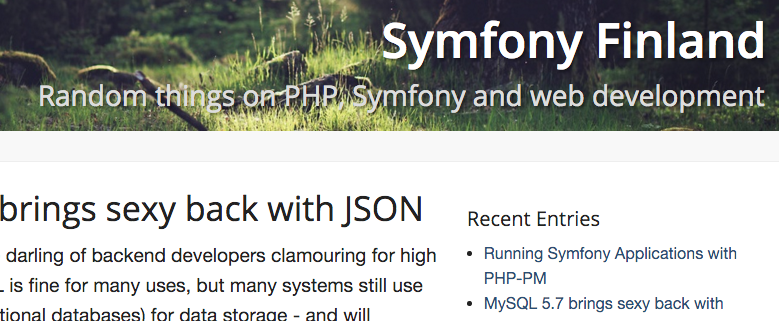 Symfony Finland
Random things on PHP, Symfony and web development
brings sexy back with JSON
darling of backend developers clamouring for high
L is fine for many uses, but many systems still use
tional databases) for data storage - and will
Recent Entries
Running Symfony Applications with
PHP-PM
MySQL 5.7 brings sexy back with